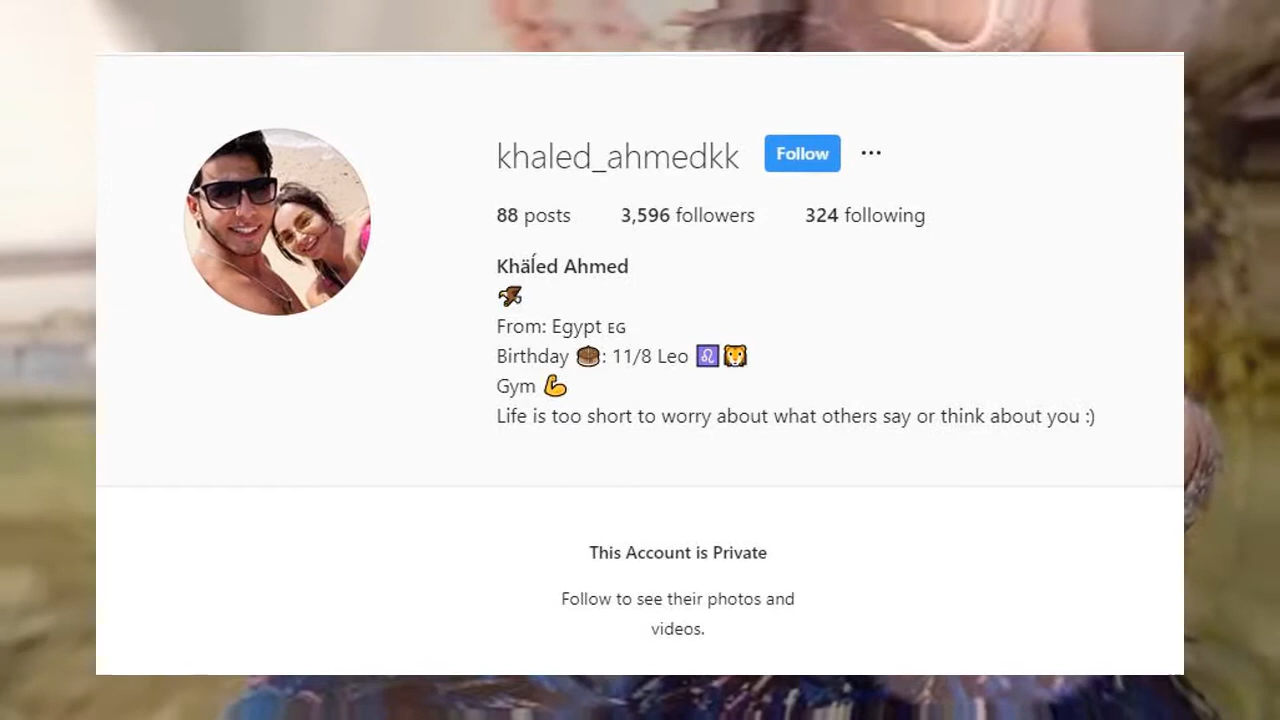 khaled_ahmedkk Follow ...
88 posts 3,596 followers 324 following
Khäĺed Ahmed
🦅
From: Egypt EG
Birthday 🎂: 11/8 Leo ♌🦁
Gym 💪
Life is too short to worry about what others say or think about you :)
This Account is Private
Follow to see their photos and
videos.